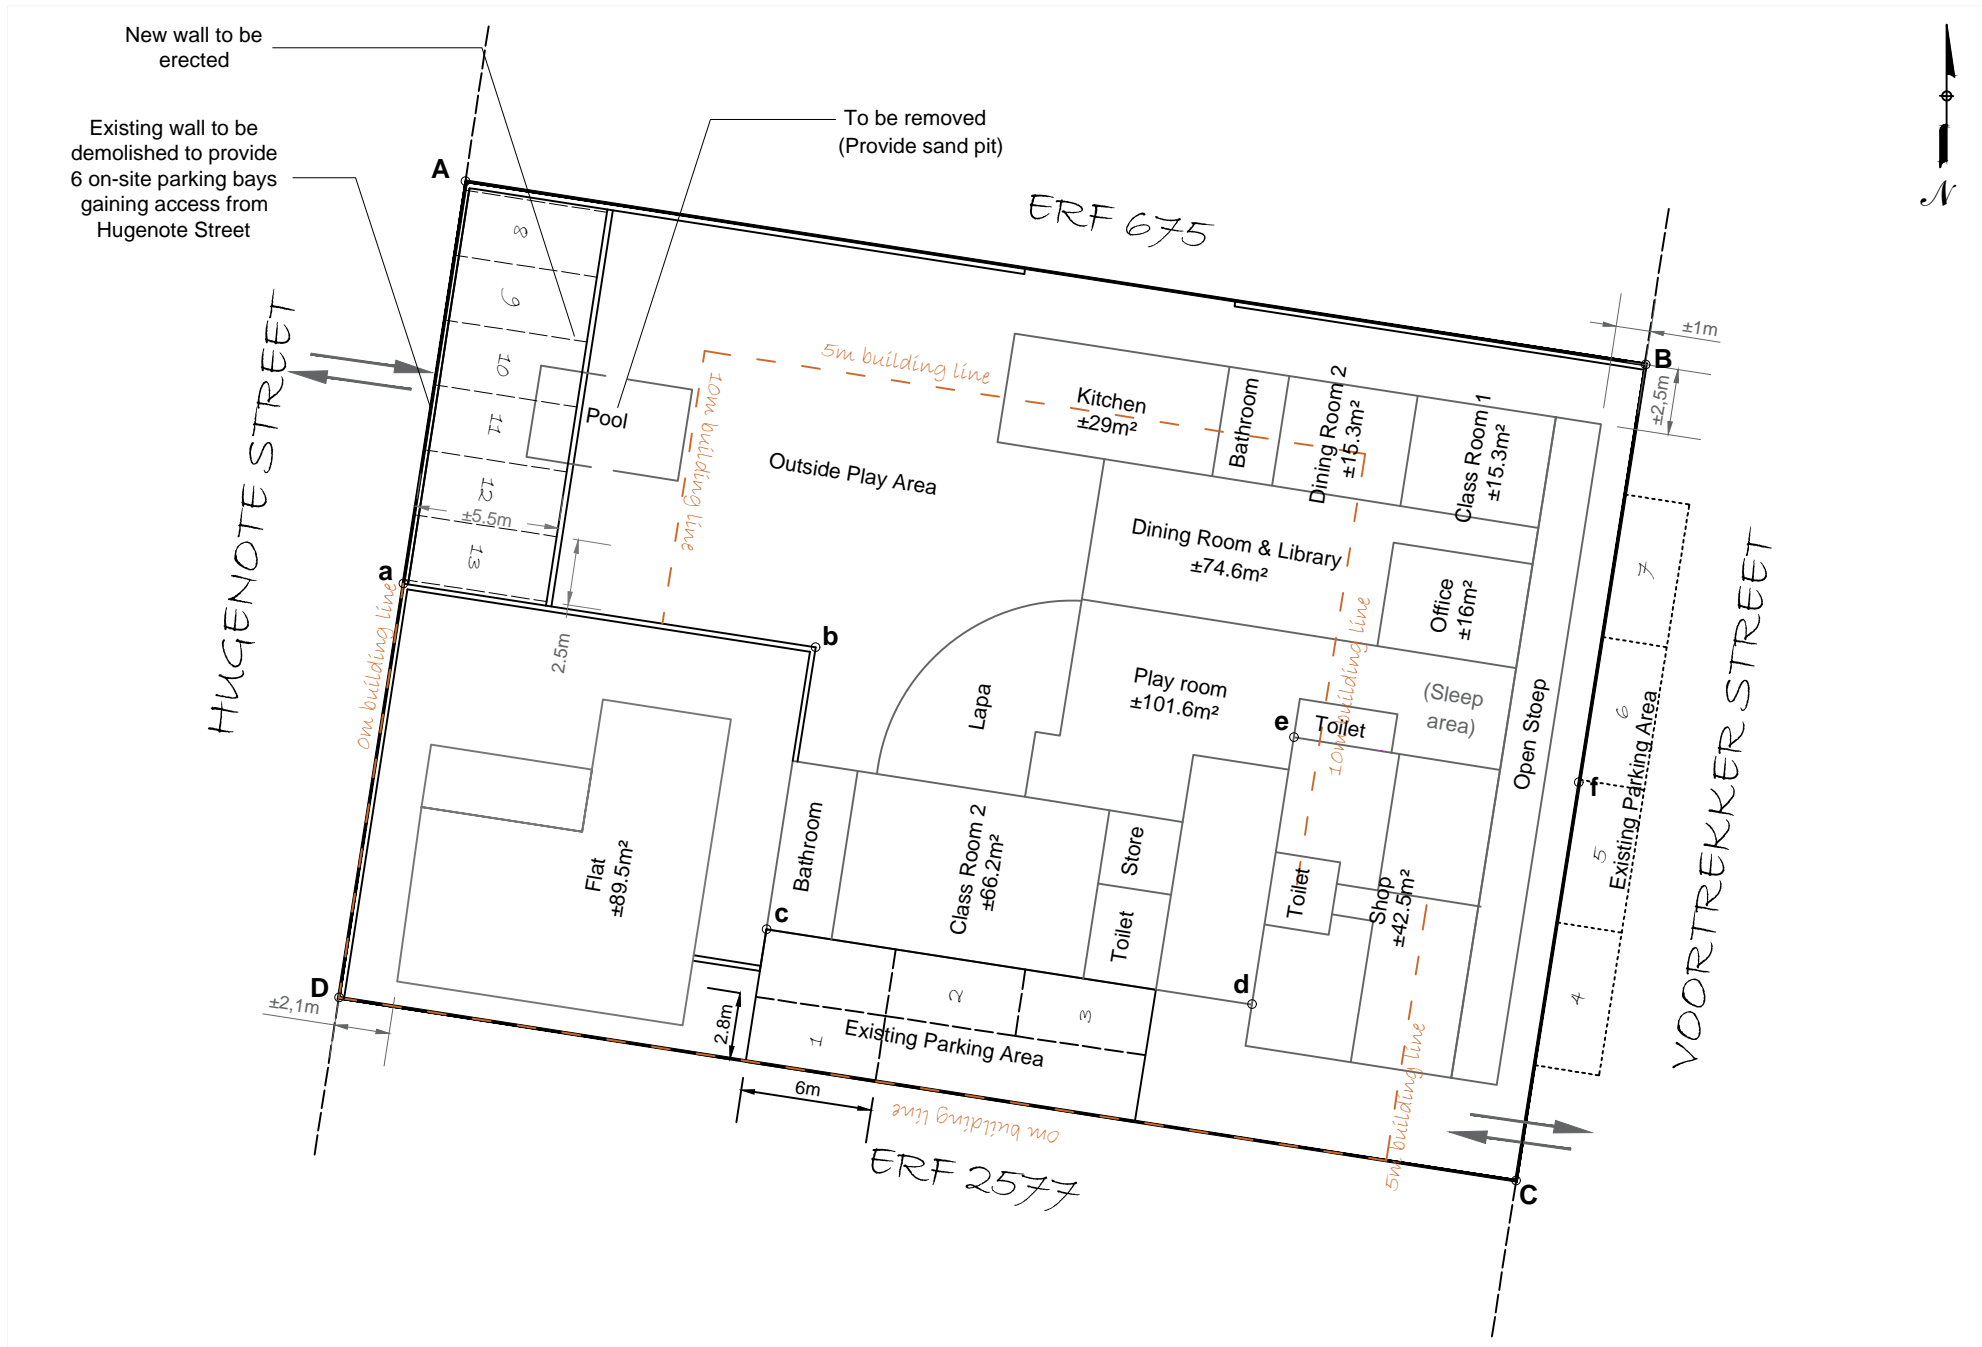 New wall to be
erected
Existing wall to be
demolished to provide
6 on-site parking bays
gaining access from
Hugenote Street
To be removed
(Provide sand pit)
N
A
ERF 675
±1m
B
±2,5m
HUGENOTE STREET
VOORTREKKER STREET
8
9
10
11
12
13
±5.5m
2.5m
Pool
10m building line
5m building line
Outside Play Area
Kitchen
±29m²
Bathroom
Dining Room 2
±15.3m²
Class Room 1
±15.3m²
Dining Room & Library
±74.6m²
Office
±16m²
a
b
0m building line
Lapa
Play room
±101.6m²
(Sleep
area)
e
Toilet
10m building line
Open Stoep
f
7
6
5
4
Existing Parking Area
Flat
±89.5m²
Bathroom
Class Room 2
±66.2m²
Store
Toilet
Toilet
Shop
±42.5m²
c
d
D
±2,1m
2.8m
1
2
3
Existing Parking Area
6m
0m building line
5m building line
ERF 2577
C